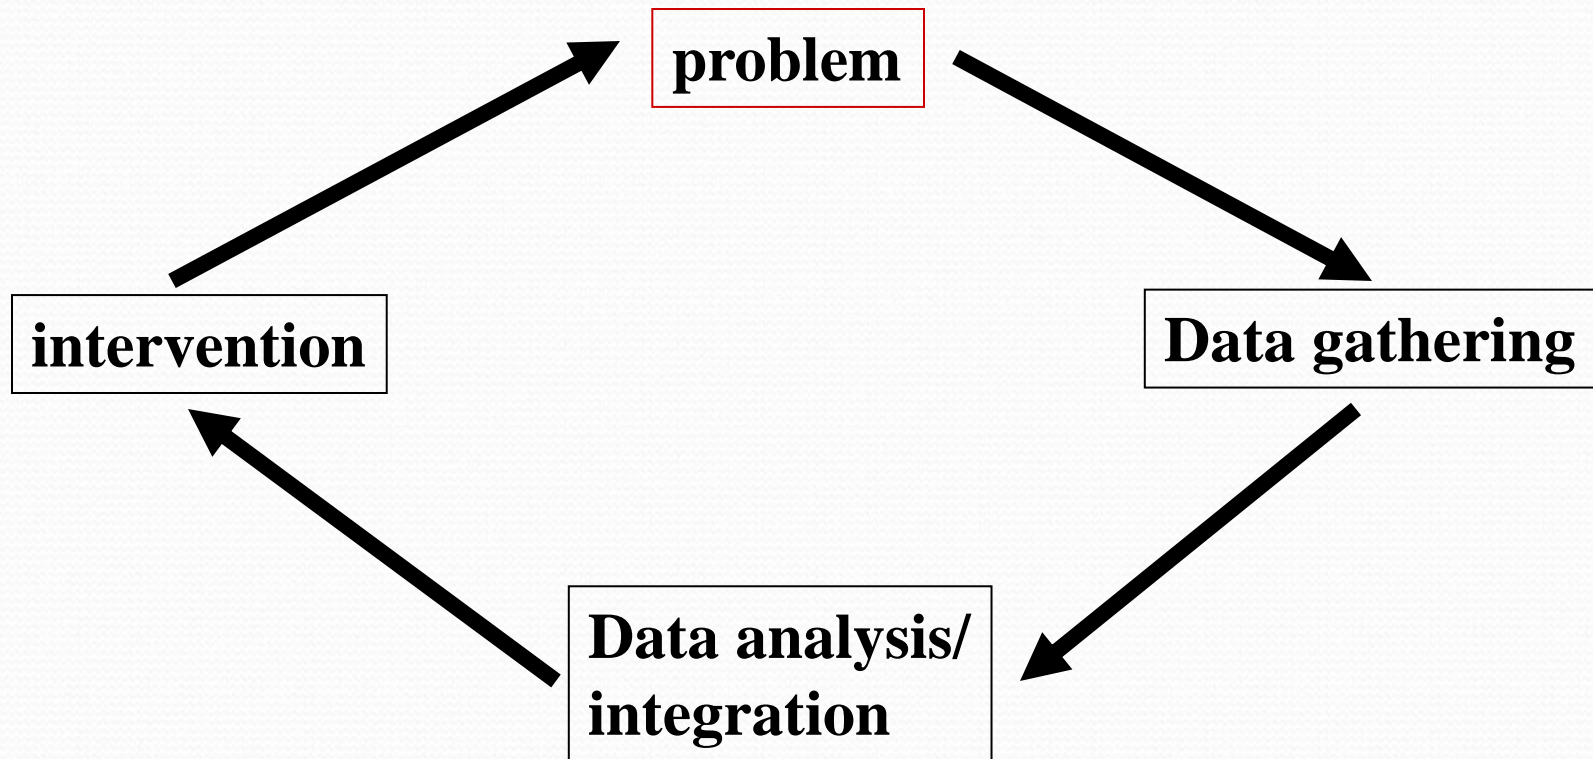 problem
intervention
Data gathering
Data analysis/
integration